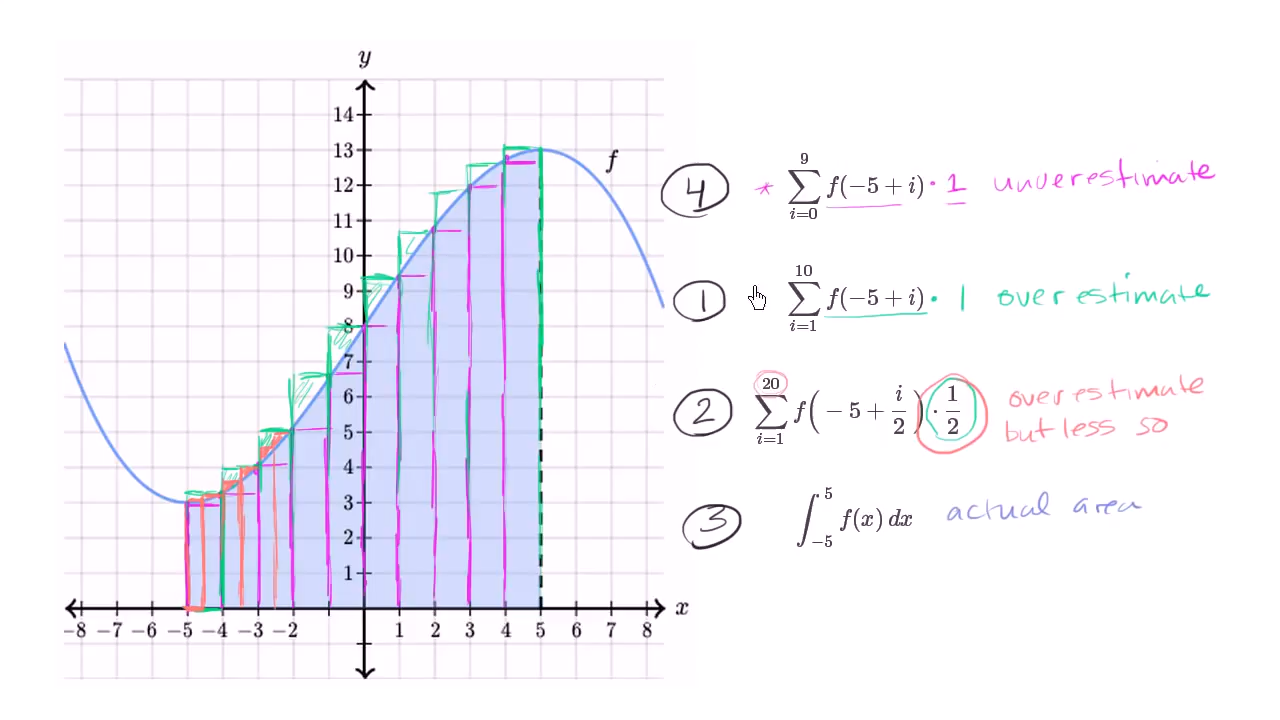 y
14
13
12
11
10
9
8
7
6
5
4
3
2
1
f
−8 −7 −6 −5 −4 −3 −2 1 2 3 4 5 6 7 8 x
4 * ∑_{i=0}^{9} f(−5 + i) · 1 underestimate
1 ∑_{i=1}^{10} f(−5 + i) · 1 overestimate
2 ∑_{i=1}^{20} f(−5 + i/2) · 1/2 overestimate
but less so
3 ∫_{−5}^{5} f(x) dx actual area